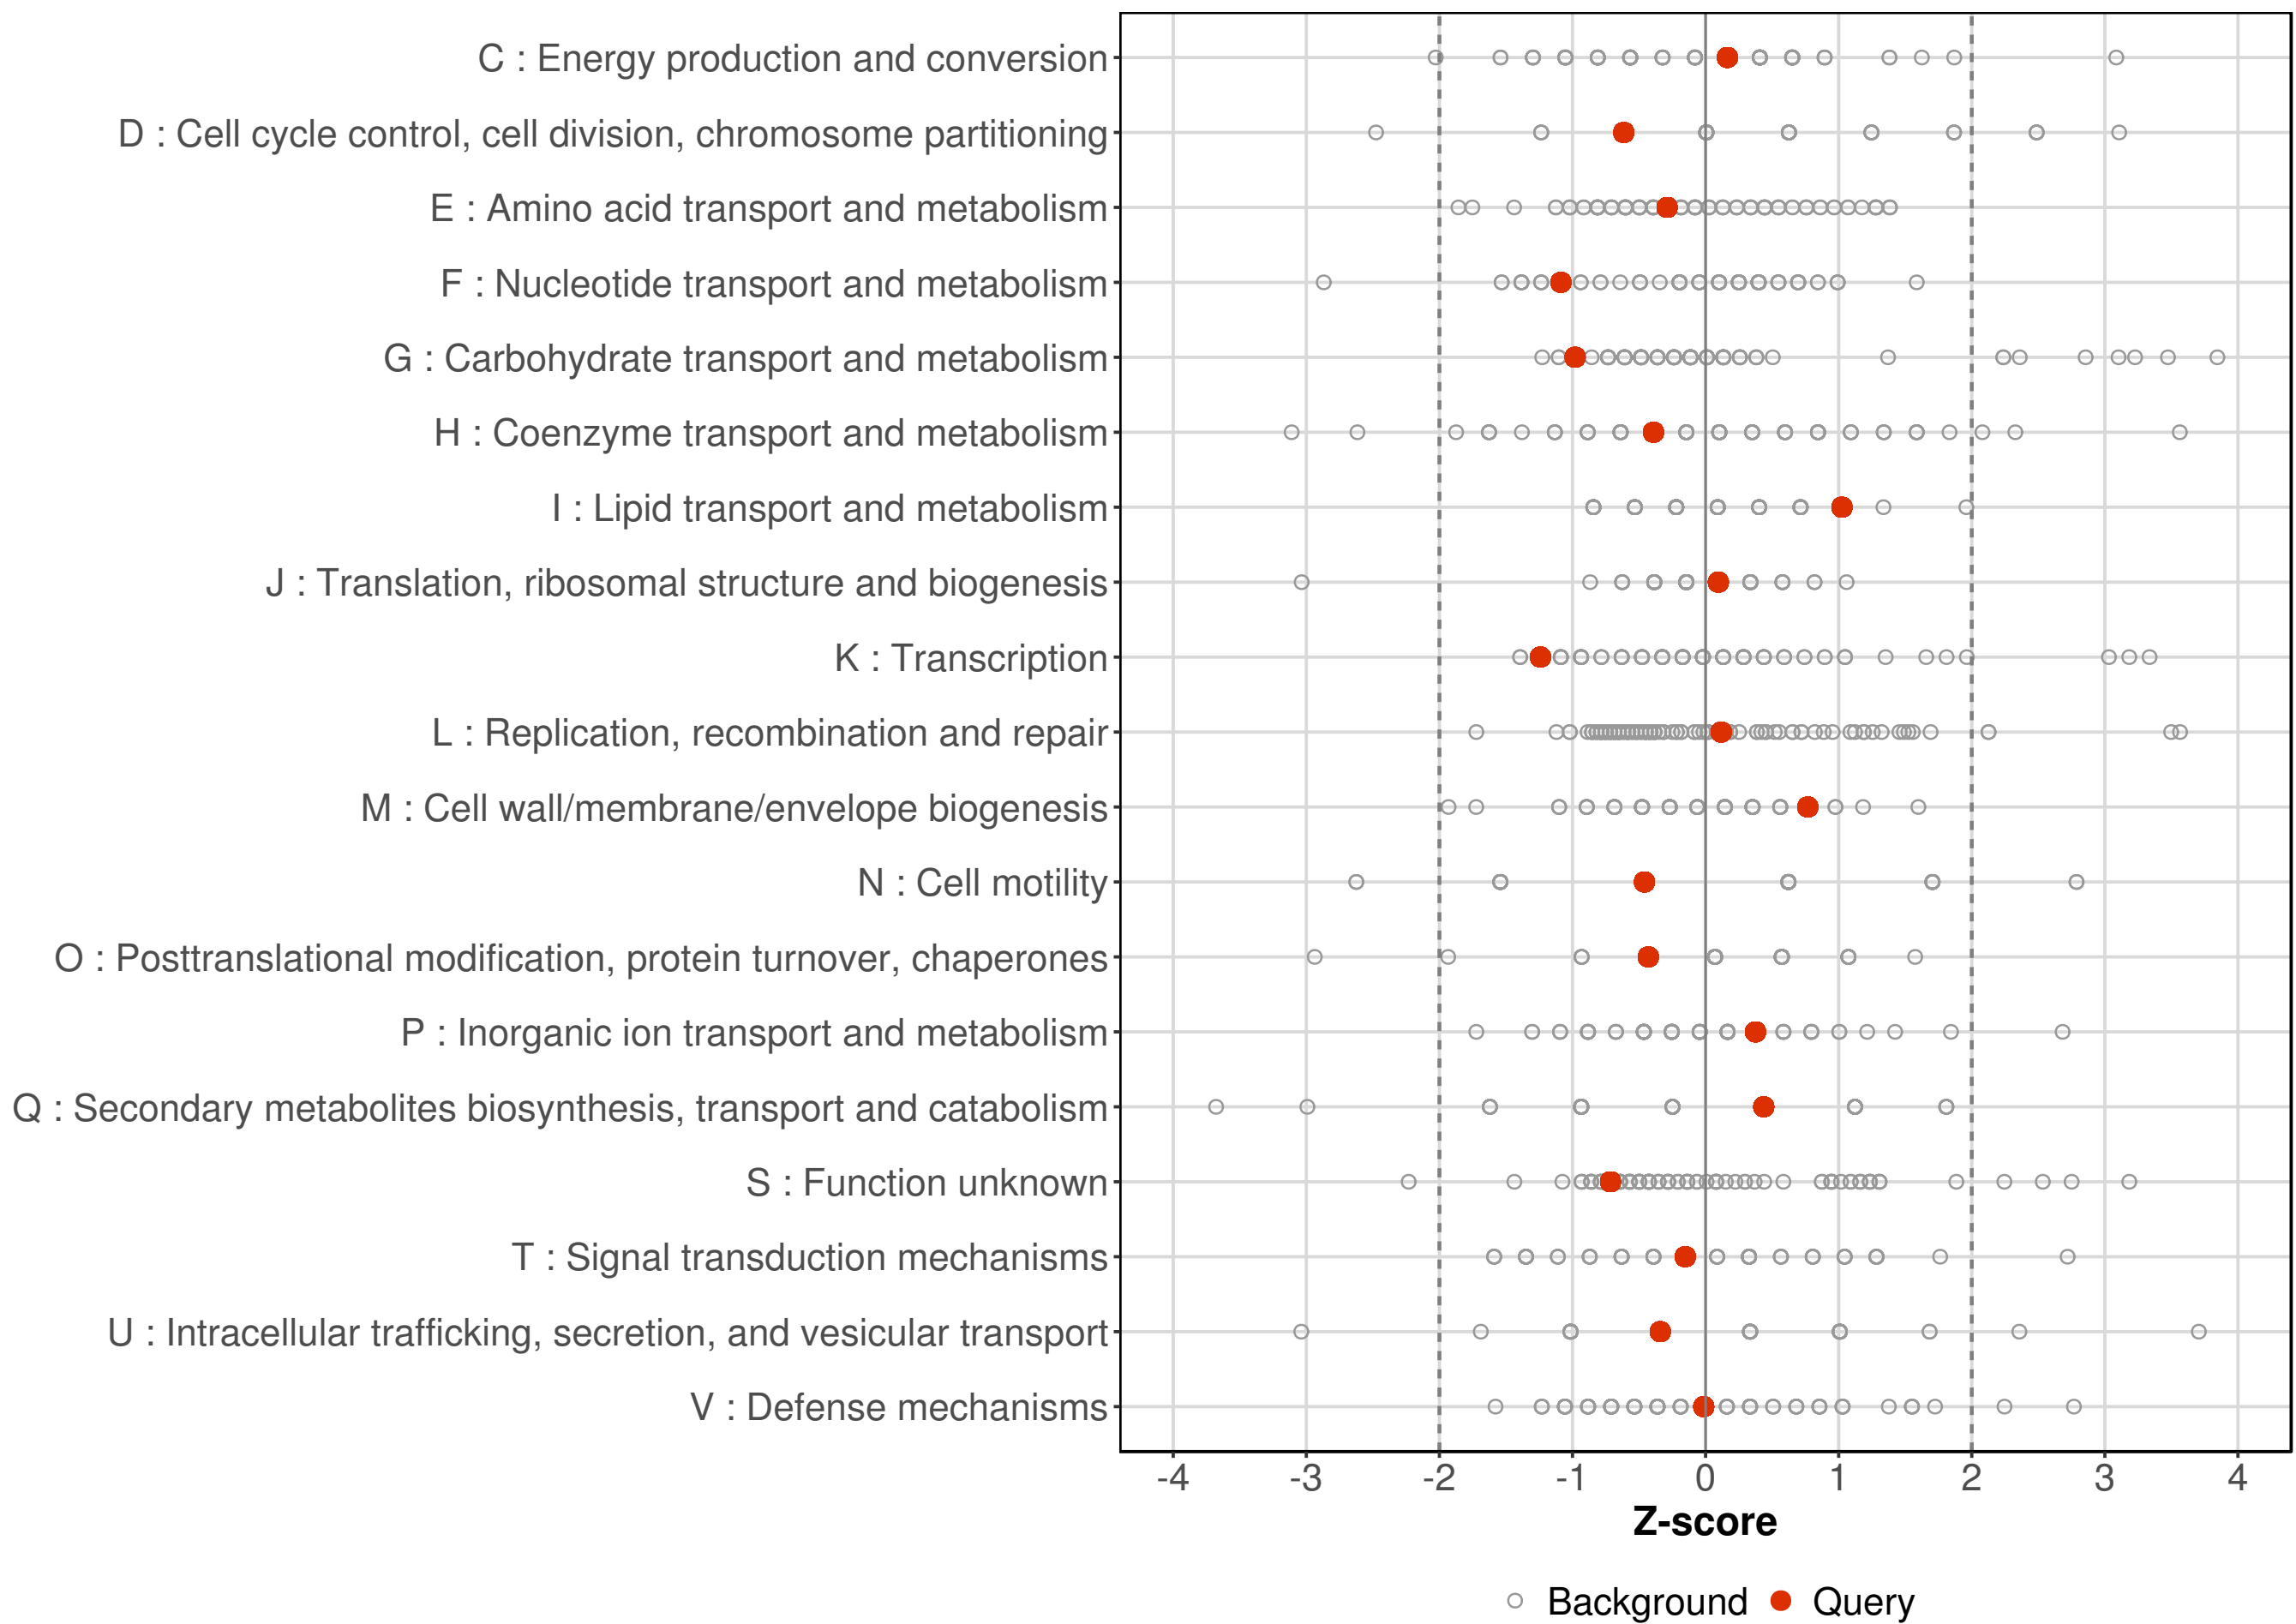 C : Energy production and conversion
D : Cell cycle control, cell division, chromosome partitioning
E : Amino acid transport and metabolism
F : Nucleotide transport and metabolism
G : Carbohydrate transport and metabolism
H : Coenzyme transport and metabolism
I : Lipid transport and metabolism
J : Translation, ribosomal structure and biogenesis
K : Transcription
L : Replication, recombination and repair
M : Cell wall/membrane/envelope biogenesis
N : Cell motility
O : Posttranslational modification, protein turnover, chaperones
P : Inorganic ion transport and metabolism
Q : Secondary metabolites biosynthesis, transport and catabolism
S : Function unknown
T : Signal transduction mechanisms
U : Intracellular trafficking, secretion, and vesicular transport
V : Defense mechanisms
-4 -3 -2 -1 0 1 2 3 4
Z-score
Background Query